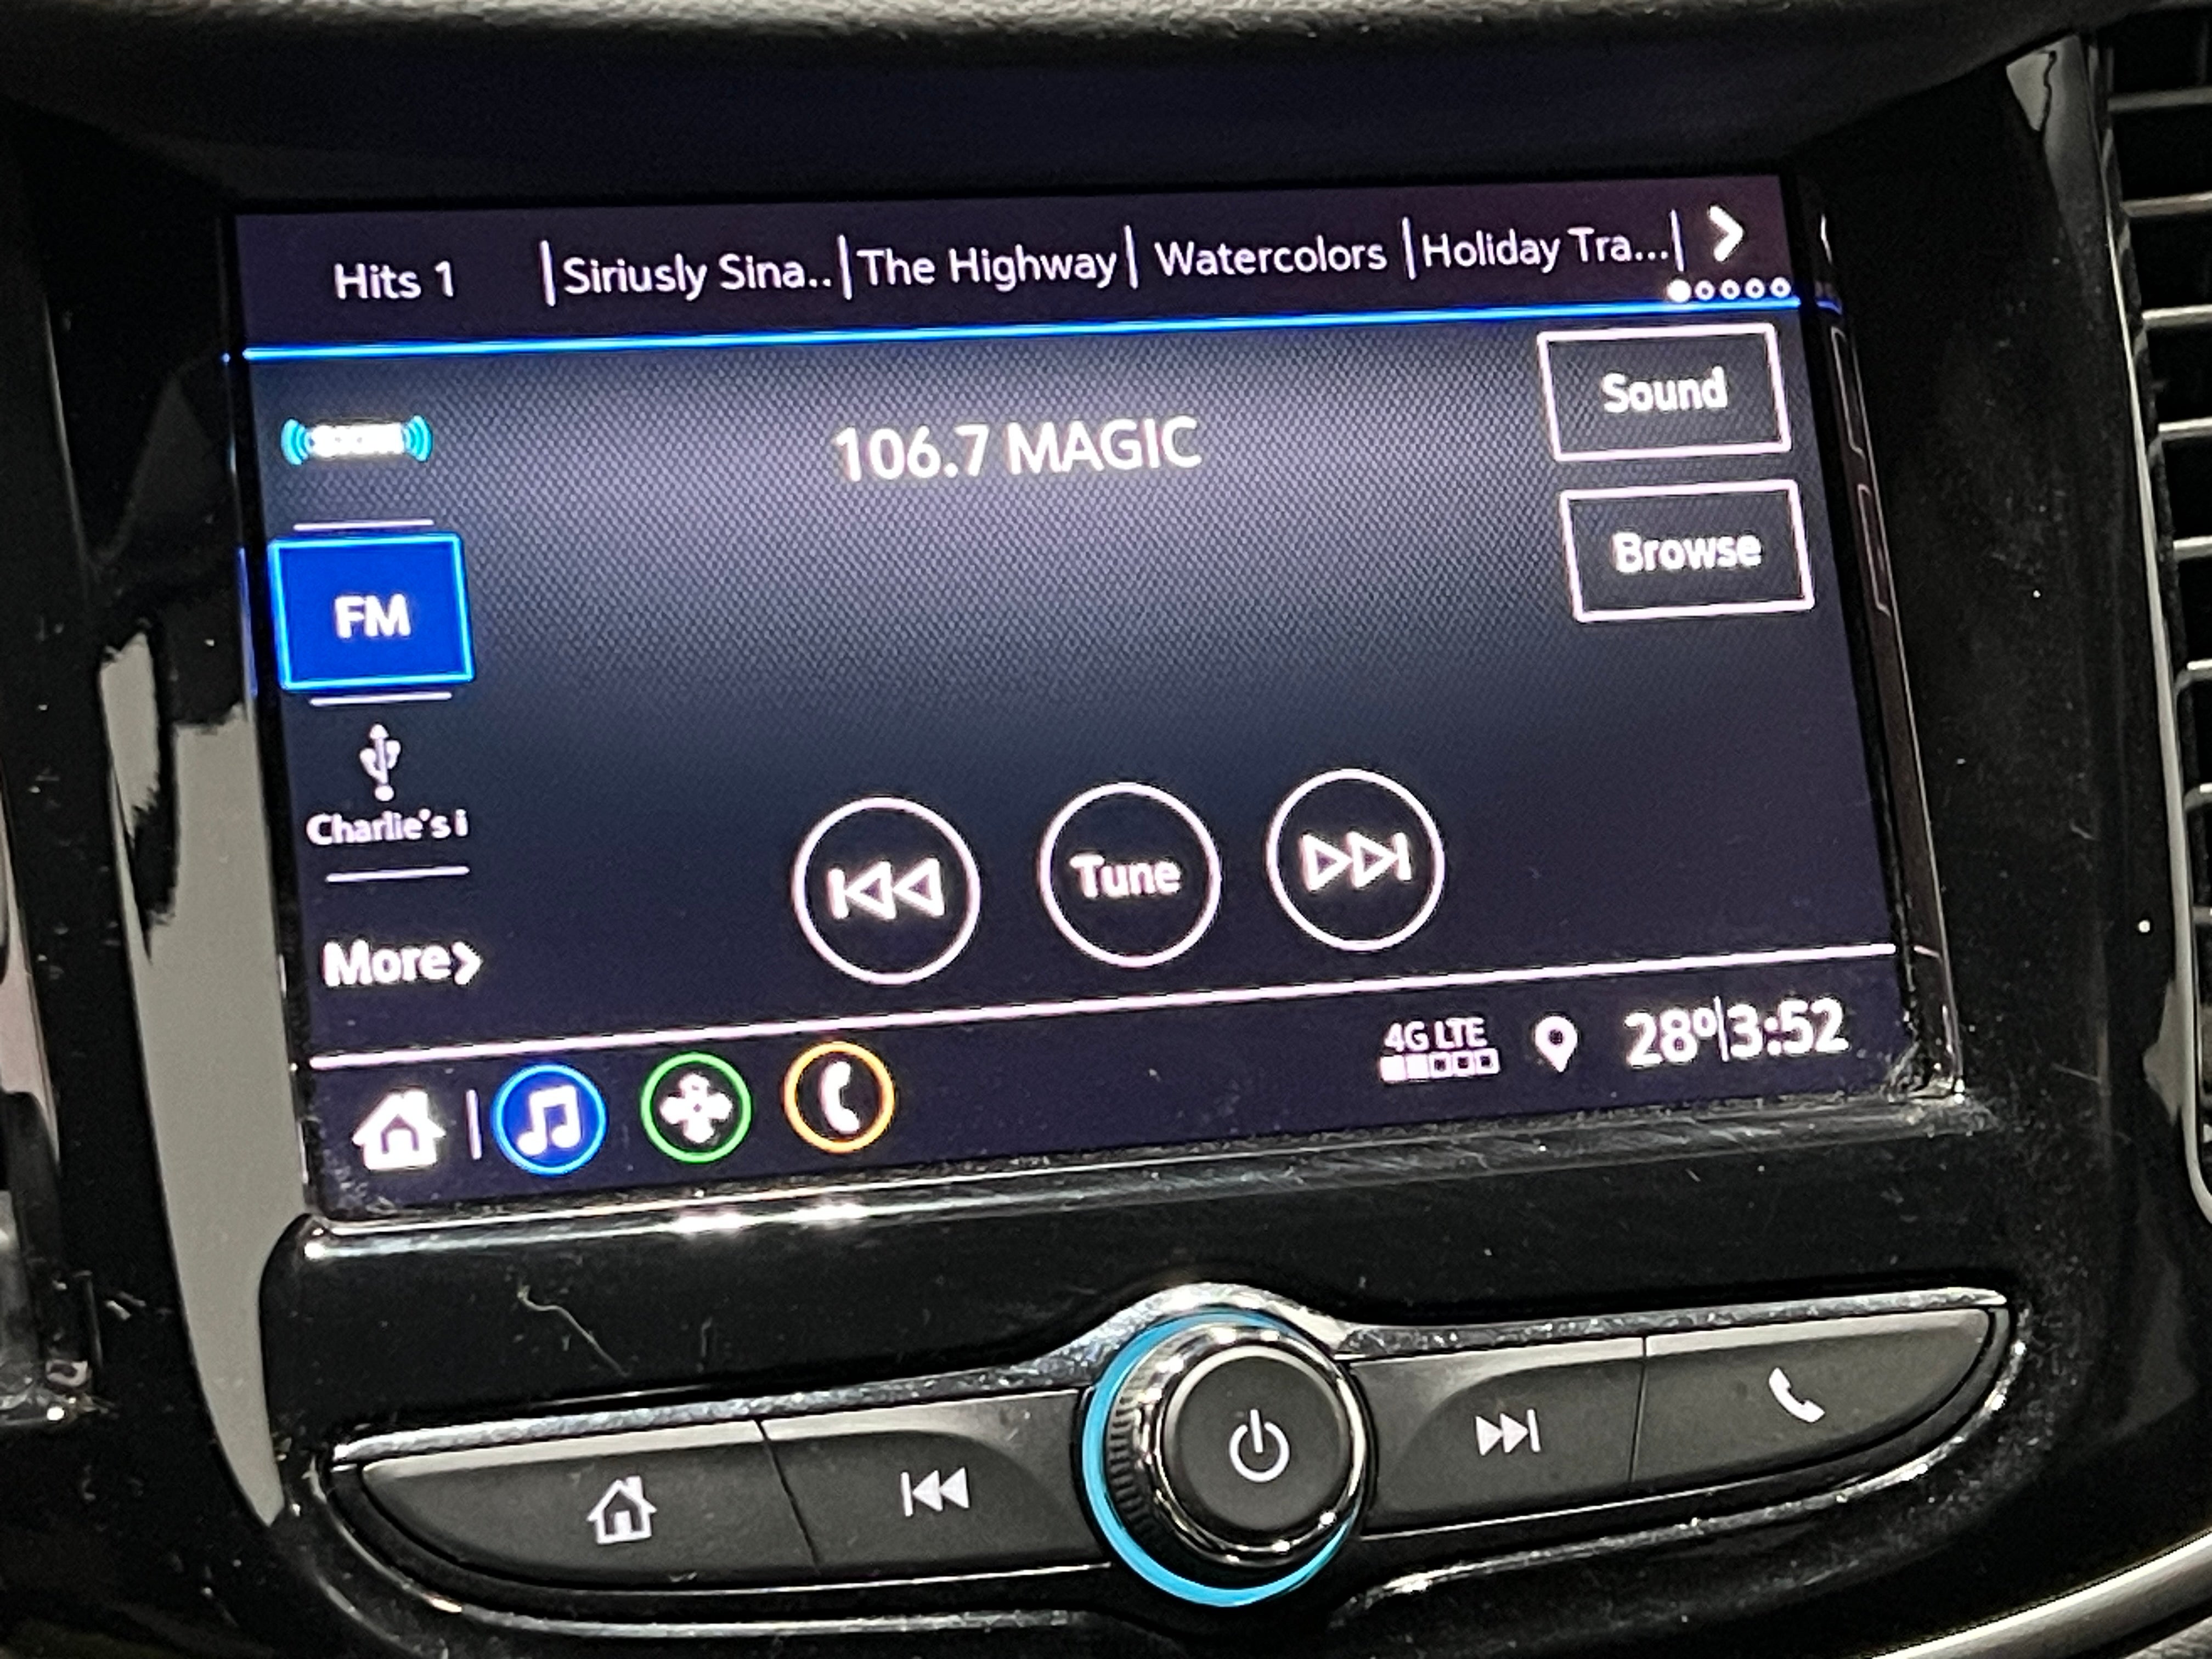 Hits 1
Siriusly Sina..
The Highway
Watercolors
Holiday Tra...
Sound
106.7 MAGIC
Browse
FM
Charlie's i
Tune
More
4G LTE
28° 3:52